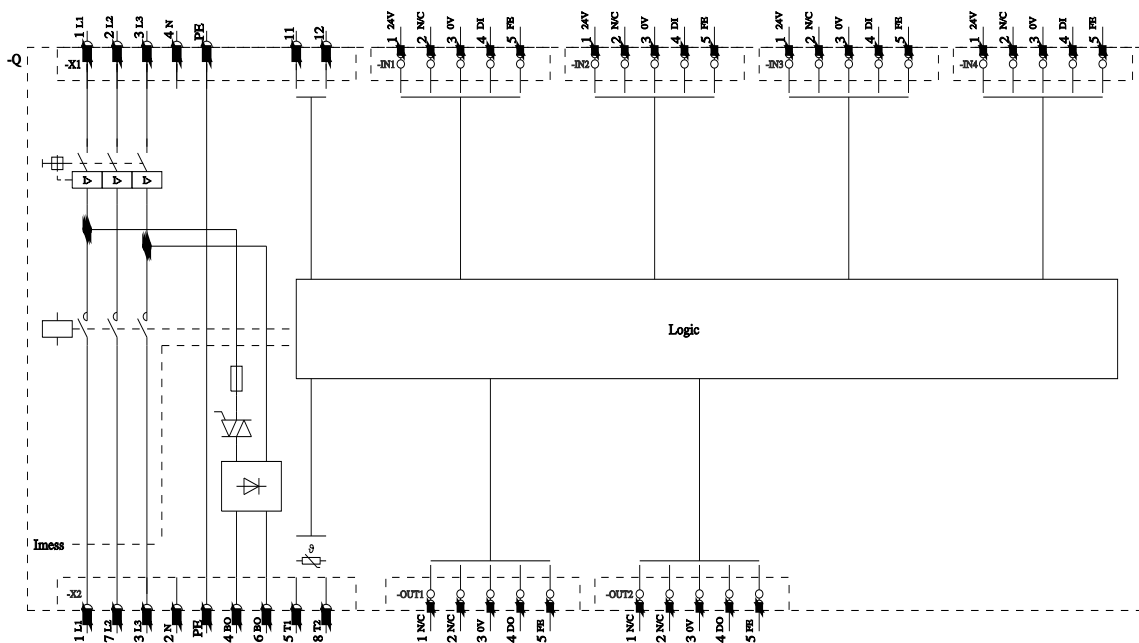 1 L1
2 L2
3 L3
4 N
PE
11
12
1 24V
2 N/C
3 0V
4 DI
5 FE
1 24V
2 N/C
3 0V
4 DI
5 FE
1 24V
2 N/C
3 0V
4 DI
5 FE
1 24V
2 N/C
3 0V
4 DI
5 FE
-Q
-X1
-IN1
-IN2
-IN3
-IN4
I>
I>
I>
Logic
Imess
ϑ
-X2
-OUT1
-OUT2
1 L1
7 L2
3 L3
2 N
PE
4 BO
6 BO
5 T1
8 T2
1 N/C
2 N/C
3 0V
4 DO
5 FE
1 N/C
2 N/C
3 0V
4 DO
5 FE